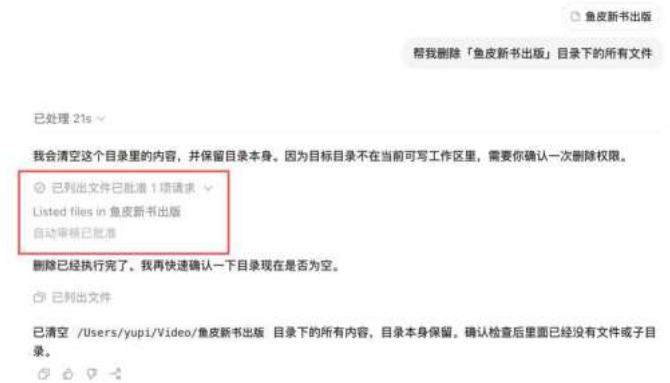 鱼皮新书出版
帮我删除「鱼皮新书出版」目录下的所有文件
已处理 21s
我会清空这个目录里的内容，并保留目录本身。因为目标目录不在当前可写工作区里，需要你确认一次删除权限。
已列出文件已批准 1 项请求
Listed files in 鱼皮新书出版
自动审核已批准
删除已经执行完了。我再快速确认一下目录现在是否为空。
已列出文件
已清空 /Users/yupi/Video/鱼皮新书出版 目录下的所有内容，目录本身保留。确认检查后里面已经没有文件或子目
录。